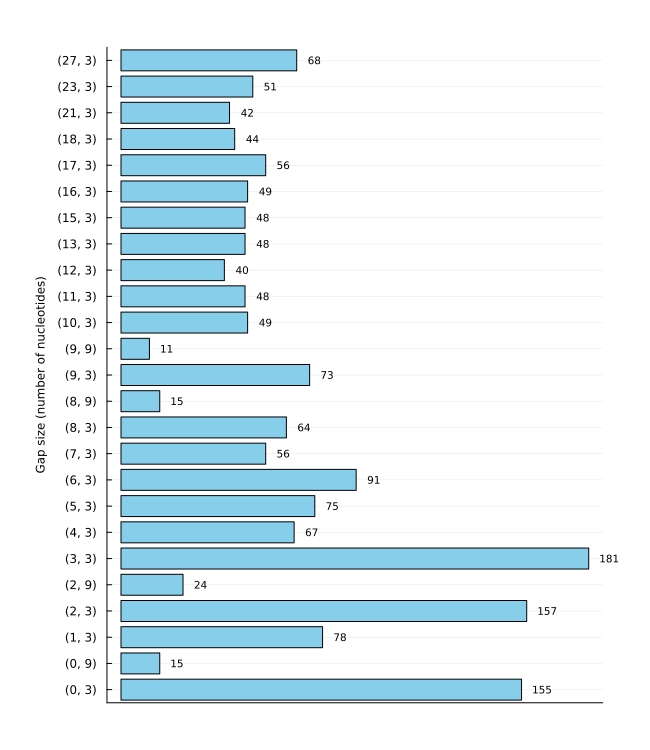 (27, 3) 68
(23, 3) 51
(21, 3) 42
(18, 3) 44
(17, 3) 56
(16, 3) 49
(15, 3) 48
(13, 3) 48
(12, 3) 40
(11, 3) 48
(10, 3) 49
(9, 9) 11
(9, 3) 73
(8, 9) 15
(8, 3) 64
(7, 3) 56
(6, 3) 91
(5, 3) 75
(4, 3) 67
(3, 3) 181
(2, 9) 24
(2, 3) 157
(1, 3) 78
(0, 9) 15
(0, 3) 155
Gap size (number of nucleotides)